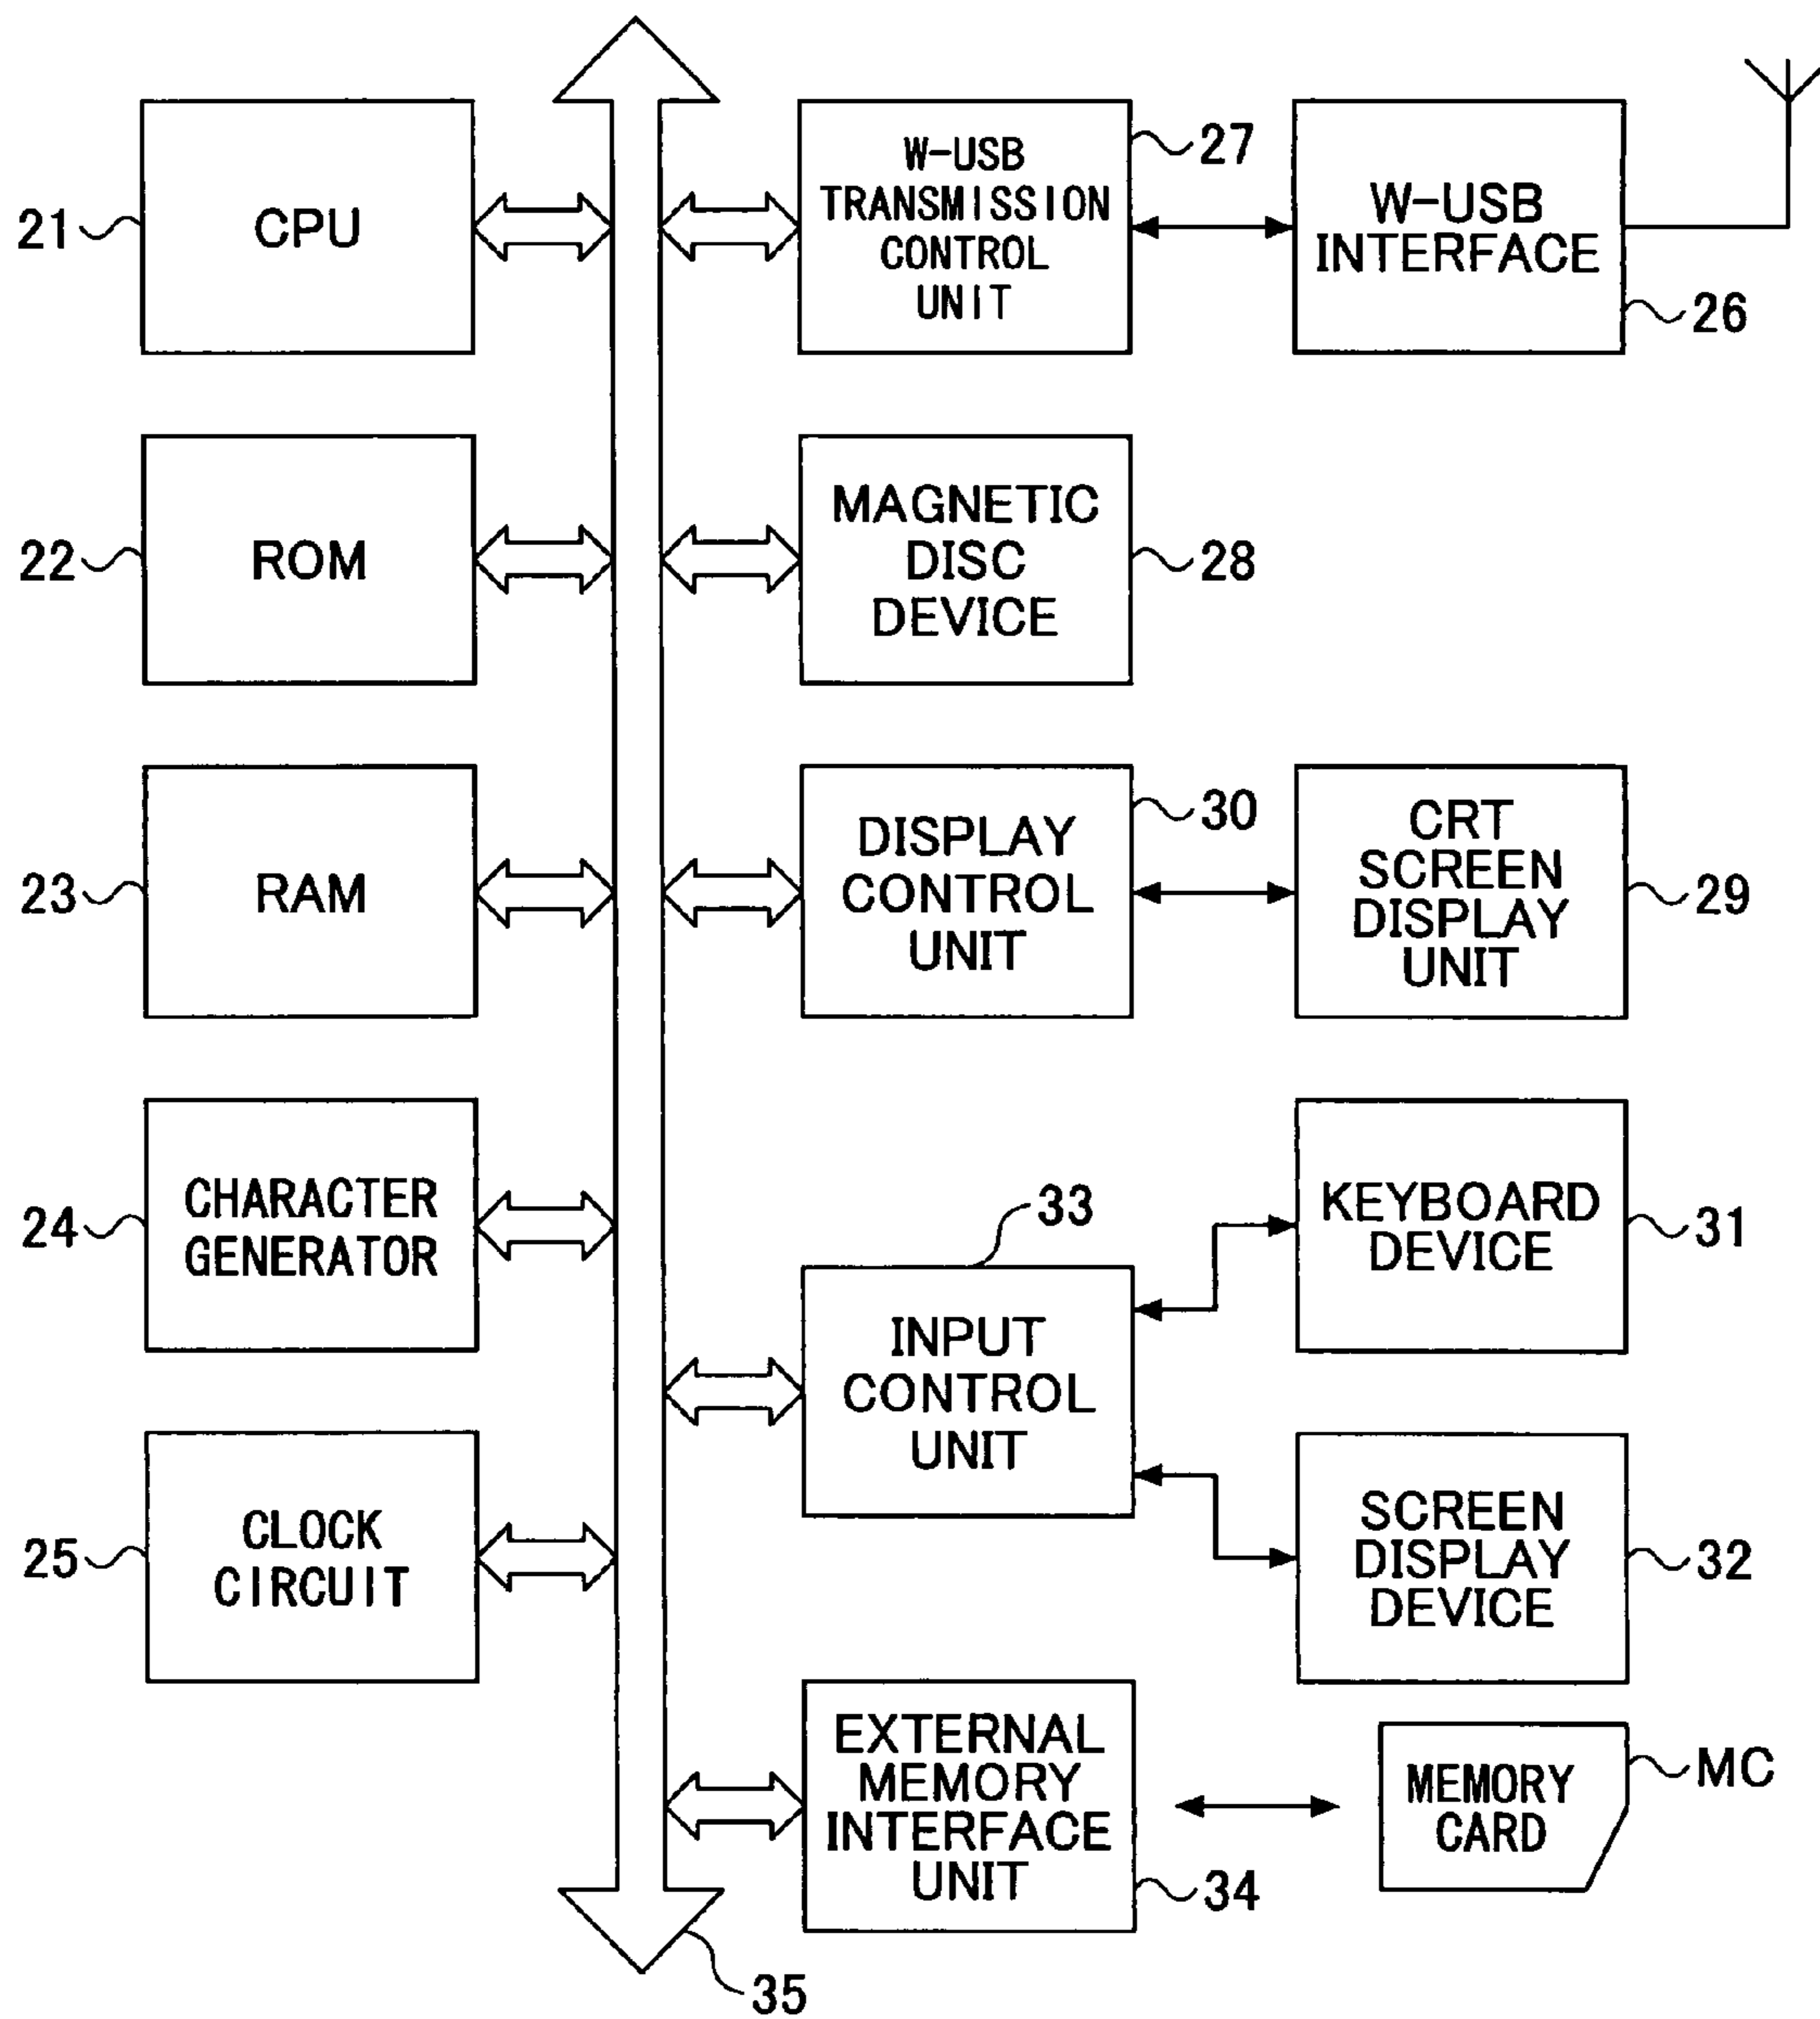 21
CPU
W-USB
TRANSMISSION
CONTROL
UNIT
27
W-USB
INTERFACE
26
22
ROM
MAGNETIC
DISC
DEVICE
28
23
RAM
DISPLAY
CONTROL
UNIT
30
CRT
SCREEN
DISPLAY
UNIT
29
24
CHARACTER
GENERATOR
33
INPUT
CONTROL
UNIT
KEYBOARD
DEVICE
31
25
CLOCK
CIRCUIT
SCREEN
DISPLAY
DEVICE
32
EXTERNAL
MEMORY
INTERFACE
UNIT
34
MEMORY
CARD
MC
35